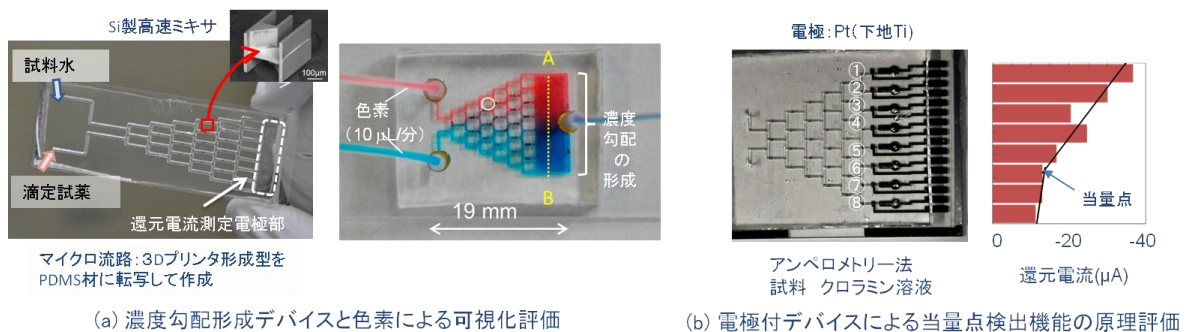 Si製高速ミキサ
100μm
試料水
滴定試薬
還元電流測定電極部
マイクロ流路：3Dプリンタ形成型を
PDMS材に転写して作成
色素
（10 μL/分）
A
B
濃度勾配の形成
19 mm
(a) 濃度勾配形成デバイスと色素による可視化評価
電極：Pt（下地Ti）
①
②
③
④
⑤
⑥
⑦
⑧
アンペロメトリー法
試料　クロラミン溶液
当量点
0 -20 -40
還元電流(μA)
(b) 電極付デバイスによる当量点検出機能の原理評価